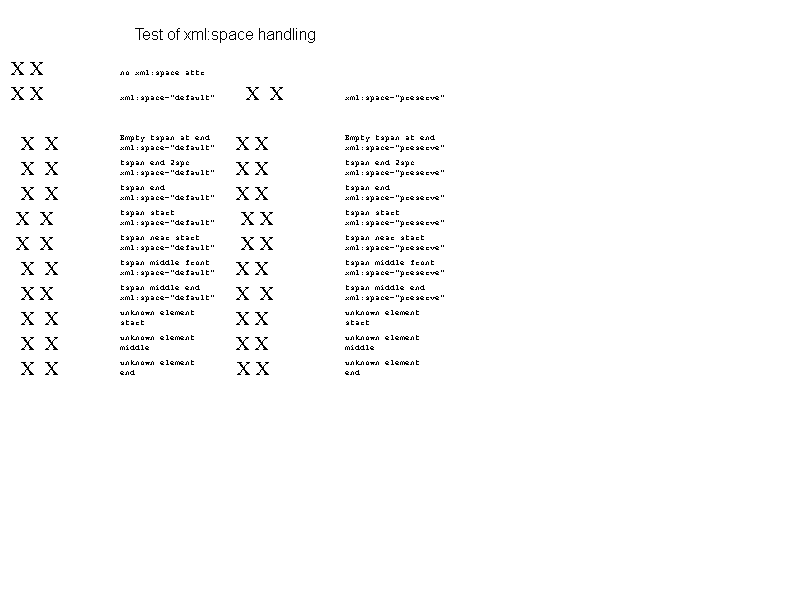 Test of xml:space handling
X X no xml:space attr
X X xml:space="default" X X xml:space="preserve"
X X Empty tspan at end X X Empty tspan at end
xml:space="default" xml:space="preserve"
X X tspan end 2spc X X tspan end 2spc
xml:space="default" xml:space="preserve"
X X tspan end X X tspan end
xml:space="default" xml:space="preserve"
X X tspan start X X tspan start
xml:space="default" xml:space="preserve"
X X tspan near start X X tspan near start
xml:space="default" xml:space="preserve"
X X tspan middle front X X tspan middle front
xml:space="default" xml:space="preserve"
X X tspan middle end X X tspan middle end
xml:space="default" xml:space="preserve"
X X unknown element X X unknown element
start start
X X unknown element X X unknown element
middle middle
X X unknown element X X unknown element
end end